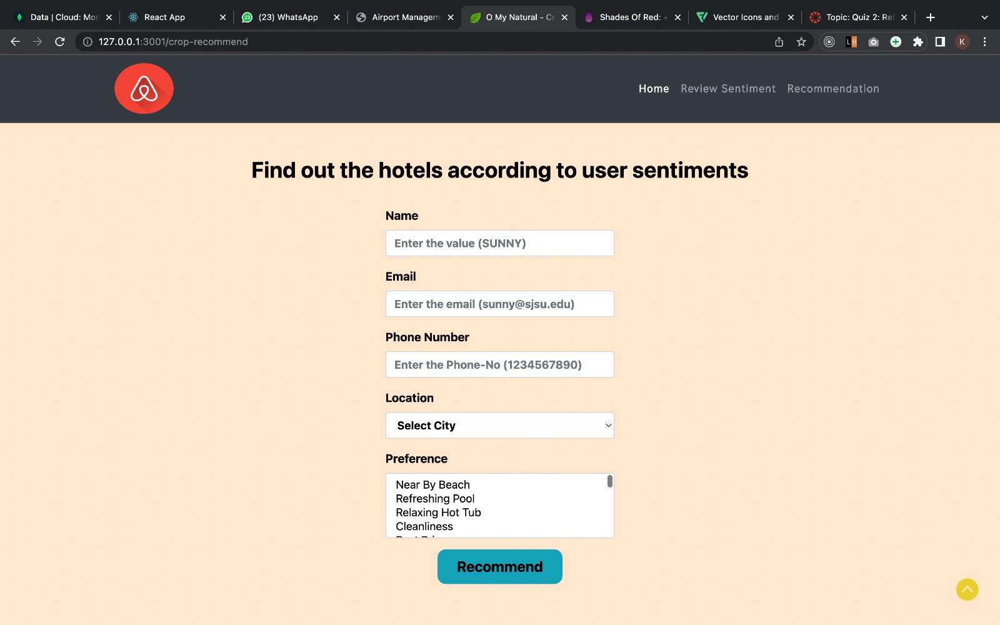 Data | Cloud: Mon
React App
(23) WhatsApp
Airport Managem
O My Natural - Cr
Shades Of Red: +
Vector Icons and
Topic: Quiz 2: Ref
127.0.0.1:3001/crop-recommend
K
Home Review Sentiment Recommendation
Find out the hotels according to user sentiments
Name
Enter the value (SUNNY)
Email
Enter the email (sunny@sjsu.edu)
Phone Number
Enter the Phone-No (1234567890)
Location
Select City
Preference
Near By Beach
Refreshing Pool
Relaxing Hot Tub
Cleanliness
Recommend